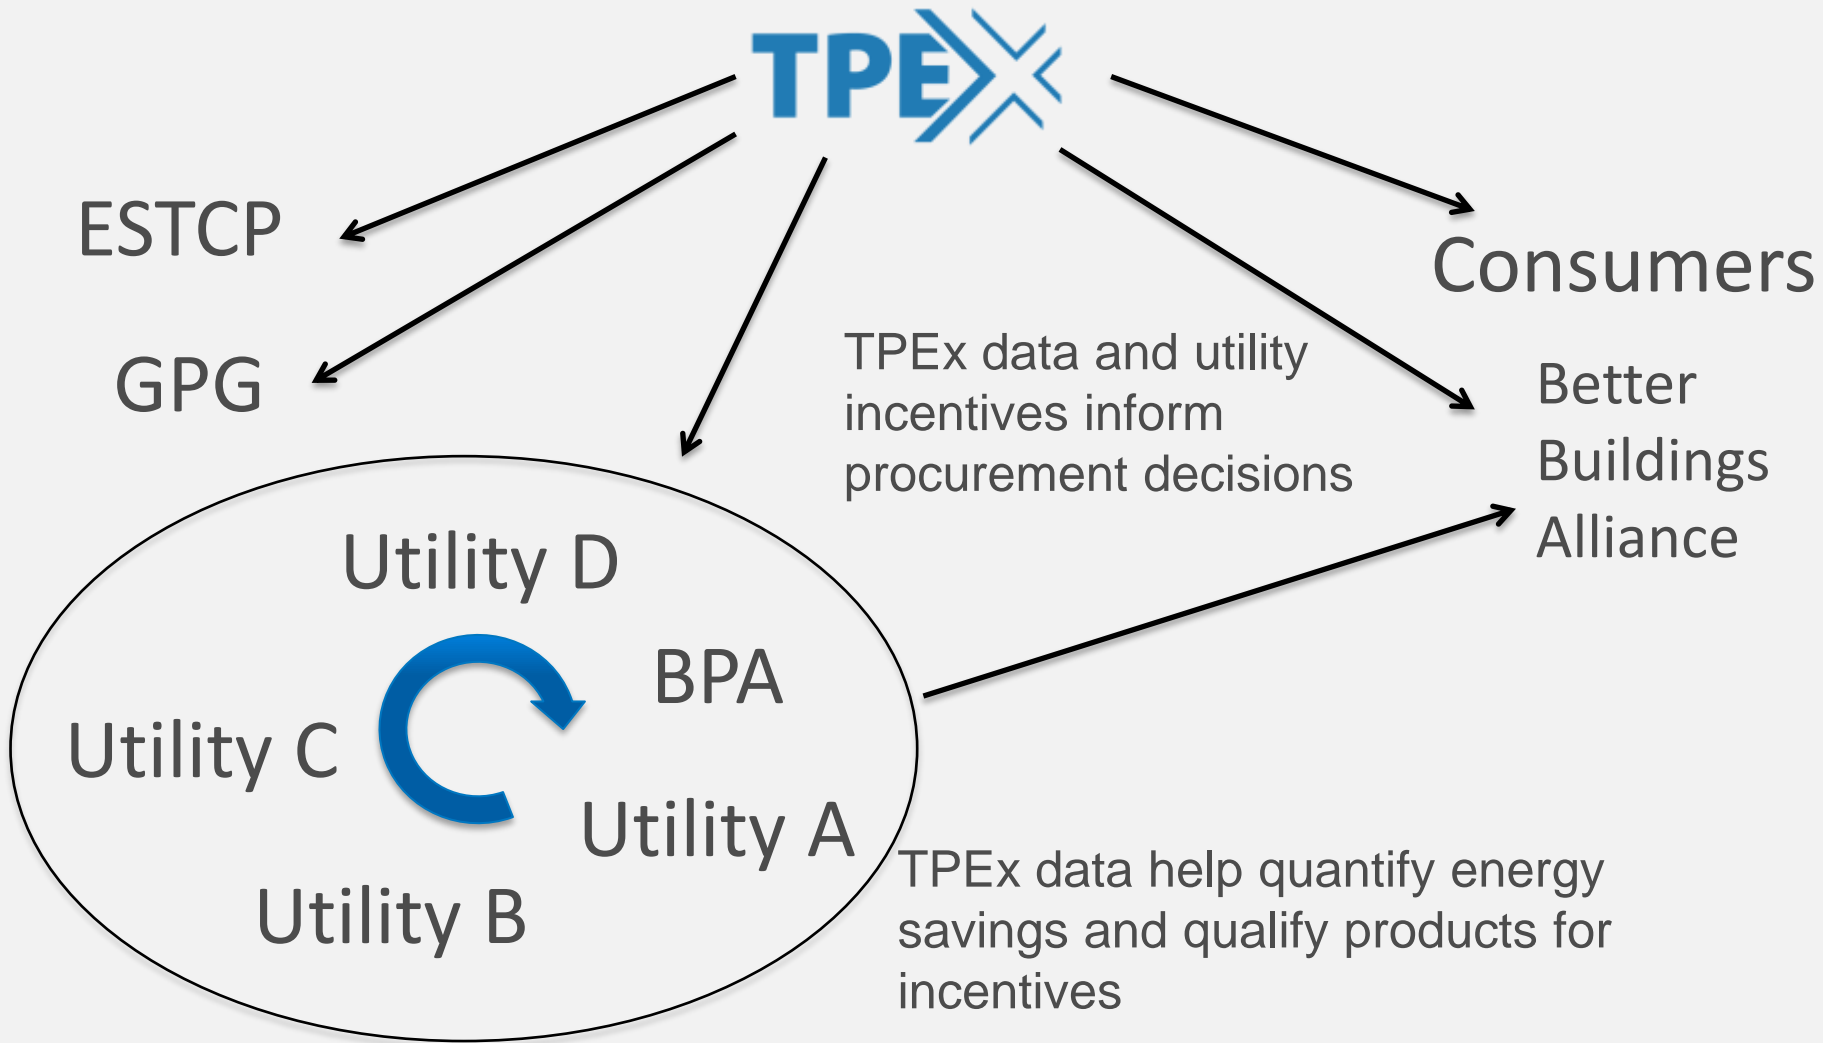 TPEX
ESTCP
Consumers
GPG
TPEx data and utility
incentives inform
procurement decisions
Better
Buildings
Alliance
Utility D
BPA
Utility C
Utility A
Utility B
TPEx data help quantify energy
savings and qualify products for
incentives